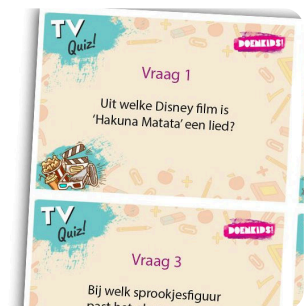 TV
Quiz!
DOENKIDS!
Vraag 1
Uit welke Disney film is
‘Hakuna Matata’ een lied?
TV
Quiz!
DOENKIDS!
Vraag 3
Bij welk sprookjesfiguur